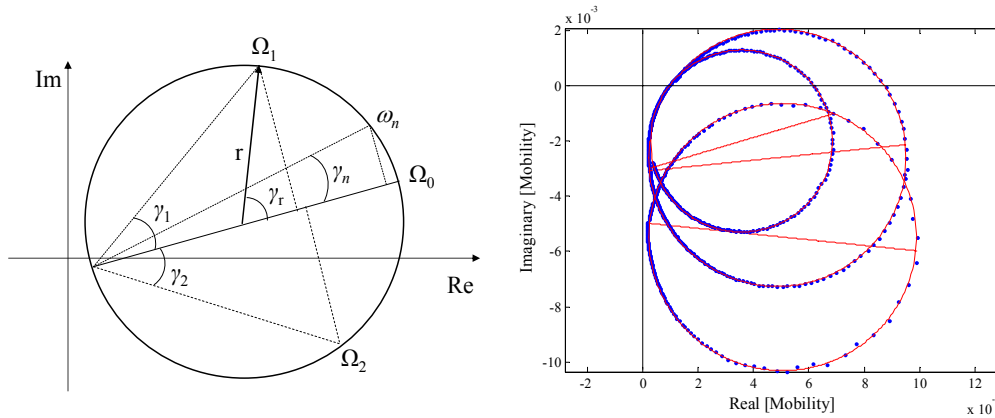 Im
Ω1
ωn
r
γn
Ω0
γ1
γr
γ2
Re
Ω2
x 10-3
2
0
-2
-4
-6
-8
-10
Imaginary [Mobility]
-2
0
2
4
6
8
10
12
Real [Mobility]
x 10-